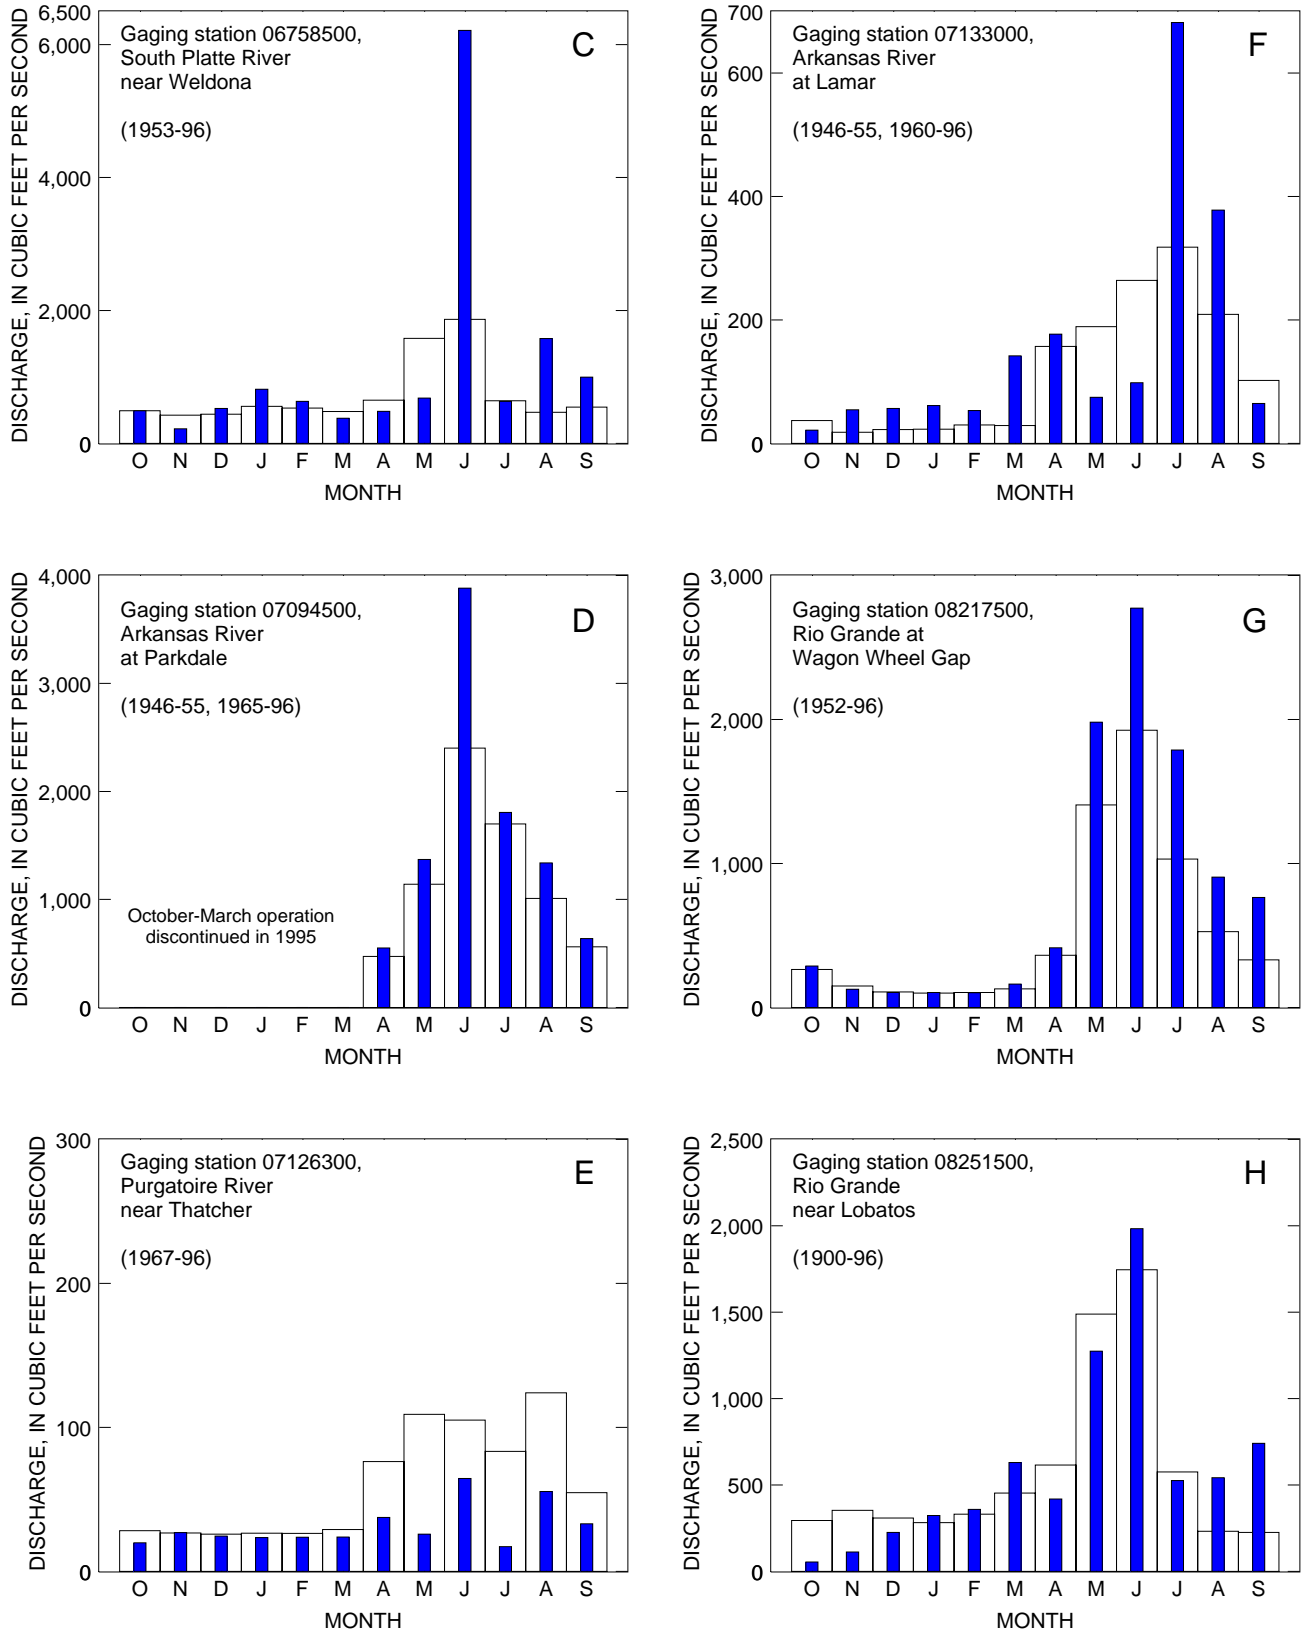 DISCHARGE, IN CUBIC FEET PER SECOND
6,500
6,000
4,000
2,000
0
Gaging station 06758500,
South Platte River
near Weldona
(1953-96)
C
O N D J F M A M J J A S
MONTH
DISCHARGE, IN CUBIC FEET PER SECOND
700
600
400
200
0
Gaging station 07133000,
Arkansas River
at Lamar
(1946-55, 1960-96)
F
O N D J F M A M J J A S
MONTH
DISCHARGE, IN CUBIC FEET PER SECOND
4,000
3,000
2,000
1,000
0
Gaging station 07094500,
Arkansas River
at Parkdale
(1946-55, 1965-96)
D
October-March operation
discontinued in 1995
O N D J F M A M J J A S
MONTH
DISCHARGE, IN CUBIC FEET PER SECOND
3,000
2,000
1,000
0
Gaging station 08217500,
Rio Grande at
Wagon Wheel Gap
(1952-96)
G
O N D J F M A M J J A S
MONTH
DISCHARGE, IN CUBIC FEET PER SECOND
300
200
100
0
Gaging station 07126300,
Purgatoire River
near Thatcher
(1967-96)
E
O N D J F M A M J J A S
MONTH
DISCHARGE, IN CUBIC FEET PER SECOND
2,500
2,000
1,500
1,000
500
0
Gaging station 08251500,
Rio Grande
near Lobatos
(1900-96)
H
O N D J F M A M J J A S
MONTH